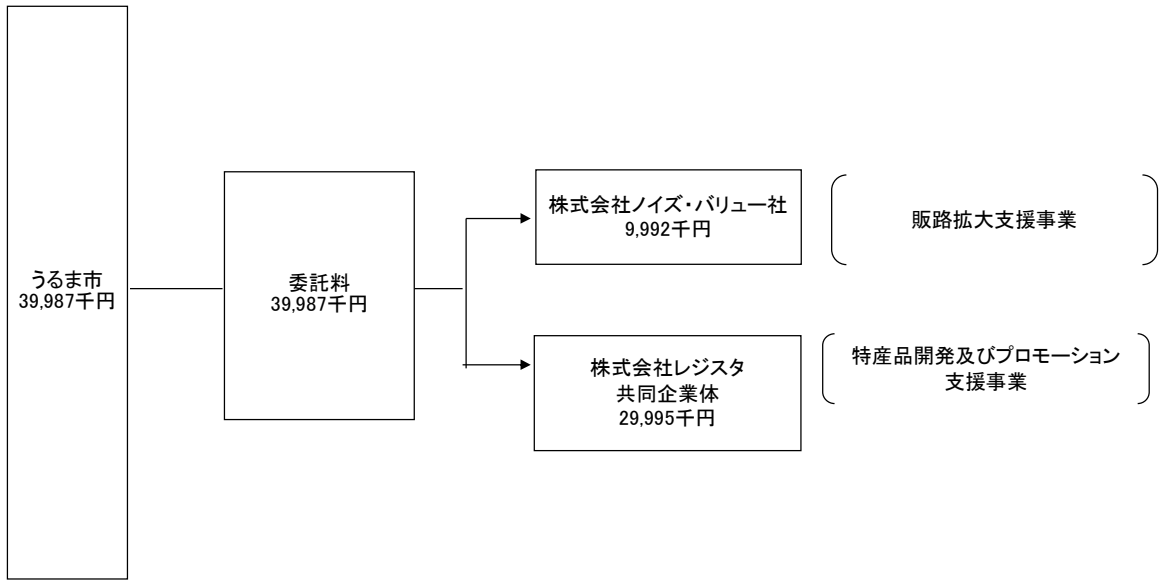 うるま市
39,987千円
委託料
39,987千円
株式会社ノイズ・バリュー社
9,992千円
販路拡大支援事業
株式会社レジスタ
共同企業体
29,995千円
特産品開発及びプロモーション
支援事業